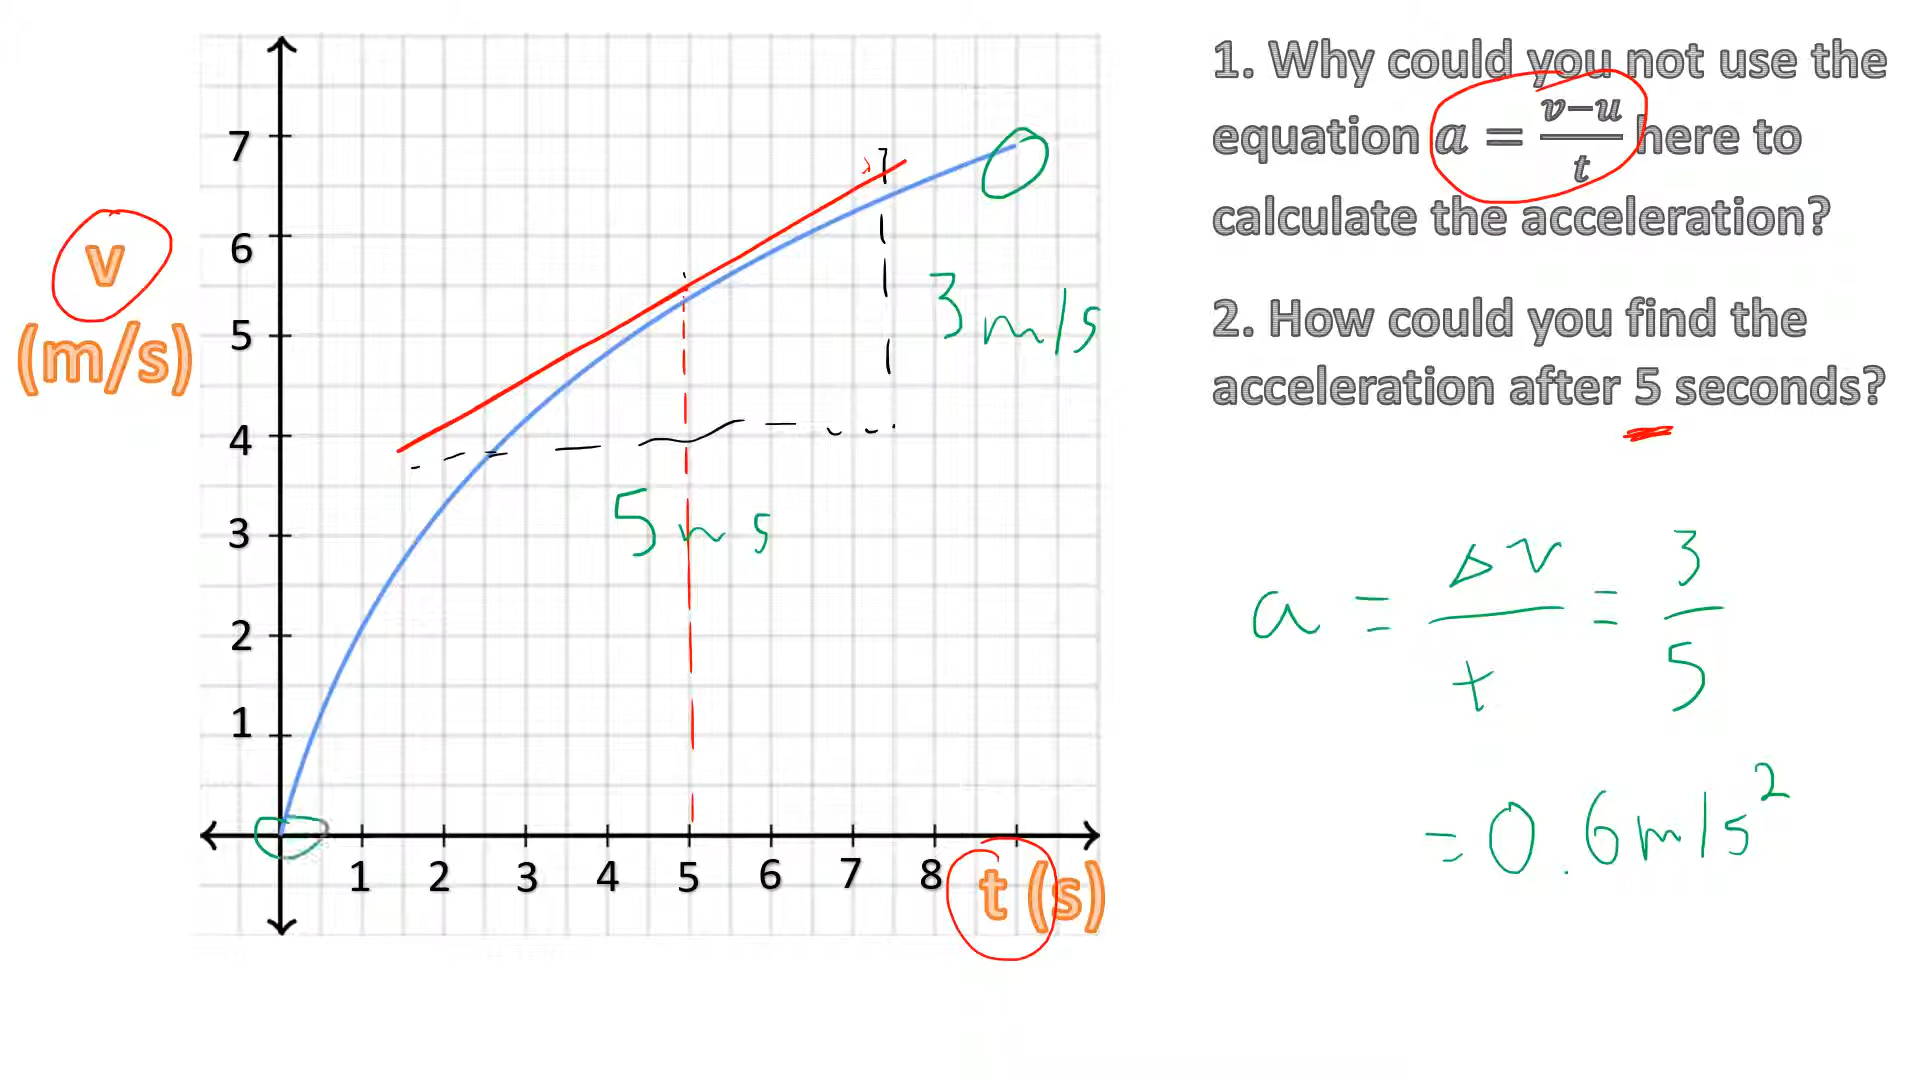 1. Why could you not use the
equation a = v−u / t here to
calculate the acceleration?
2. How could you find the
acceleration after 5 seconds?
v
(m/s)
7
6
5
4
3
2
1
1 2 3 4 5 6 7 8 t (s)
3 m/s
5 m s
a = Δv / t = 3 / 5
= 0.6 m/s²